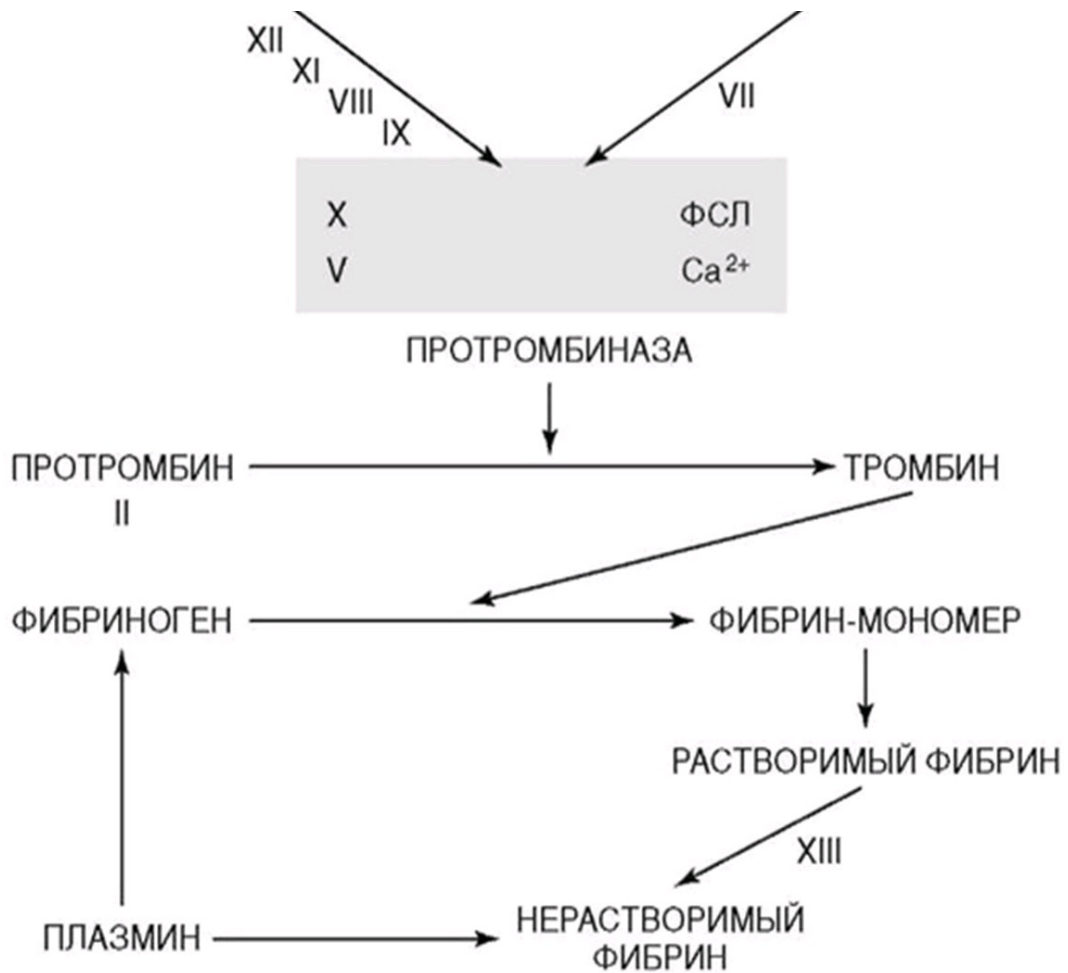 XII
XI
VIII
IX
VII
X
ФСЛ
V
Ca²⁺
ПРОТРОМБИНАЗА
ПРОТРОМБИН
ТРОМБИН
II
ФИБРИНОГЕН
ФИБРИН-МОНОМЕР
РАСТВОРИМЫЙ ФИБРИН
XIII
ПЛАЗМИН
НЕРАСТВОРИМЫЙ
ФИБРИН